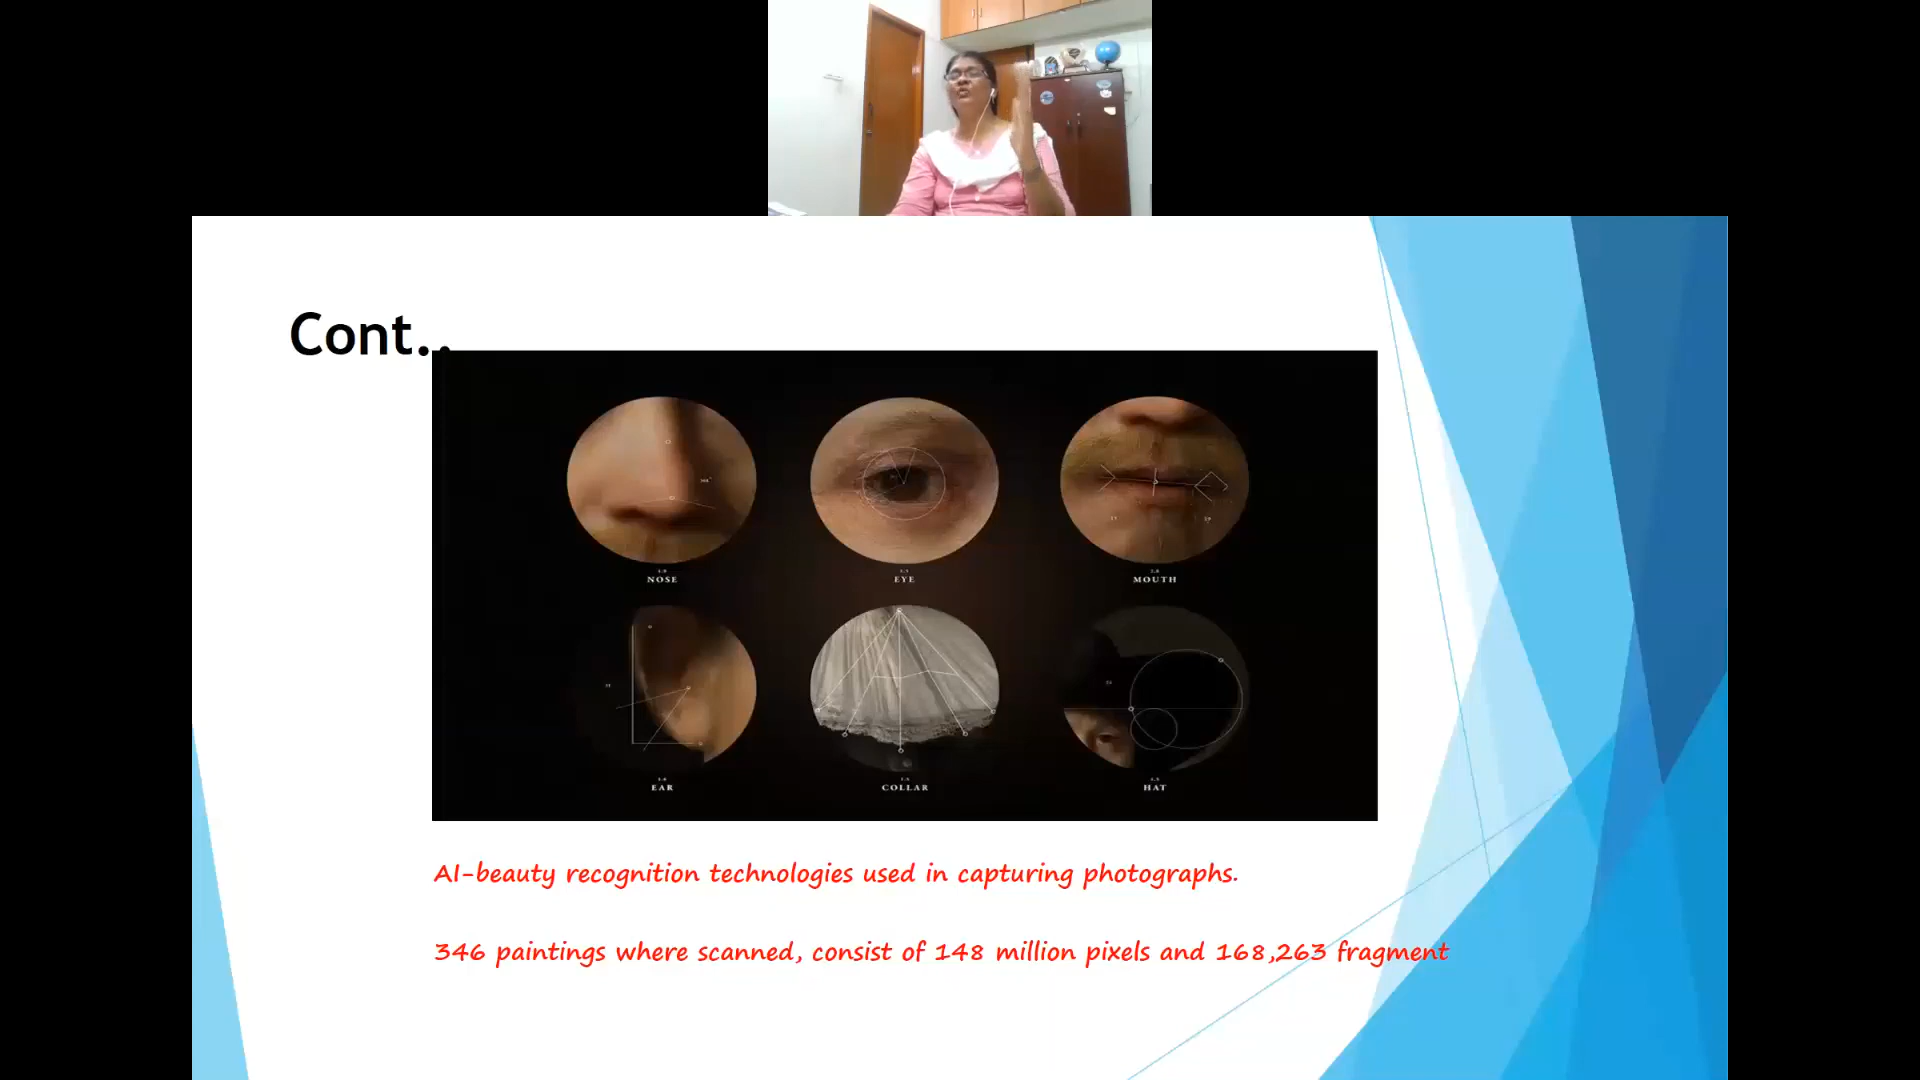 Cont..
NOSE
EYE
MOUTH
EAR
COLLAR
HAT
AI-beauty recognition technologies used in capturing photographs.
346 paintings where scanned, consist of 148 million pixels and 168,263 fragment